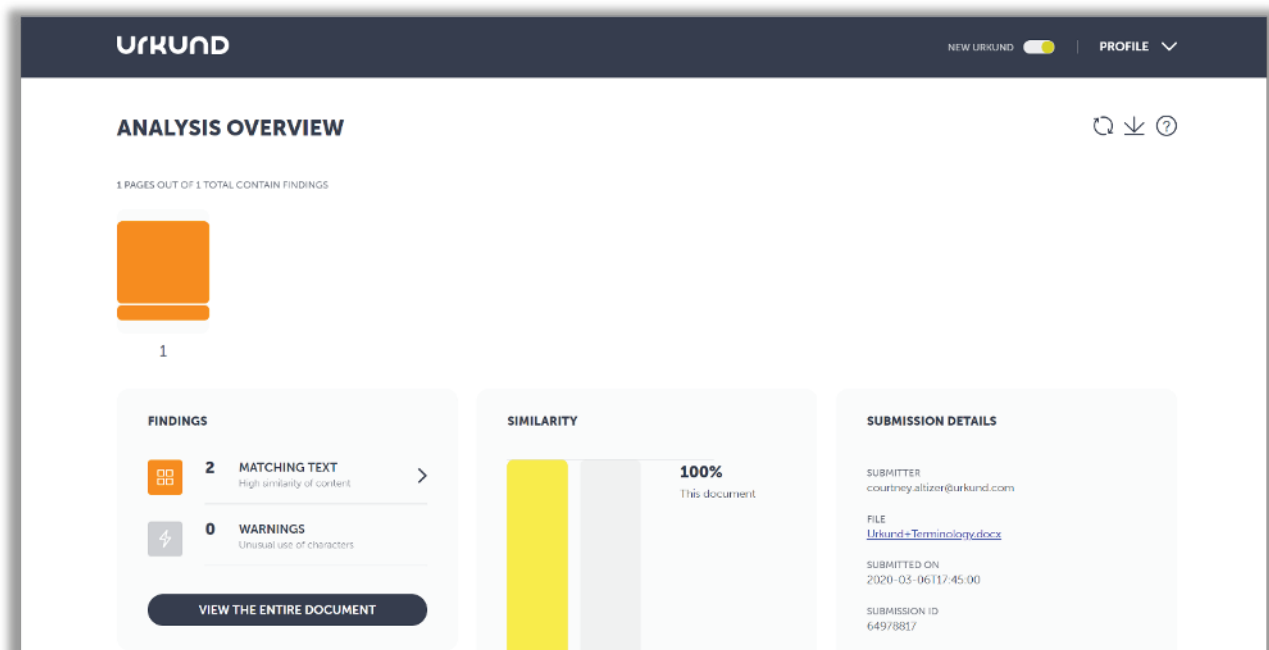 URKUND
NEW URKUND
PROFILE
ANALYSIS OVERVIEW
1 PAGES OUT OF 1 TOTAL CONTAIN FINDINGS
1
FINDINGS
2 MATCHING TEXT
High similarity of content
0 WARNINGS
Unusual use of characters
VIEW THE ENTIRE DOCUMENT
SIMILARITY
100%
This document
SUBMISSION DETAILS
SUBMITTER
courtney.altizer@urkund.com
FILE
Urkund+Terminology.docx
SUBMITTED ON
2020-03-06T17:45:00
SUBMISSION ID
64978817